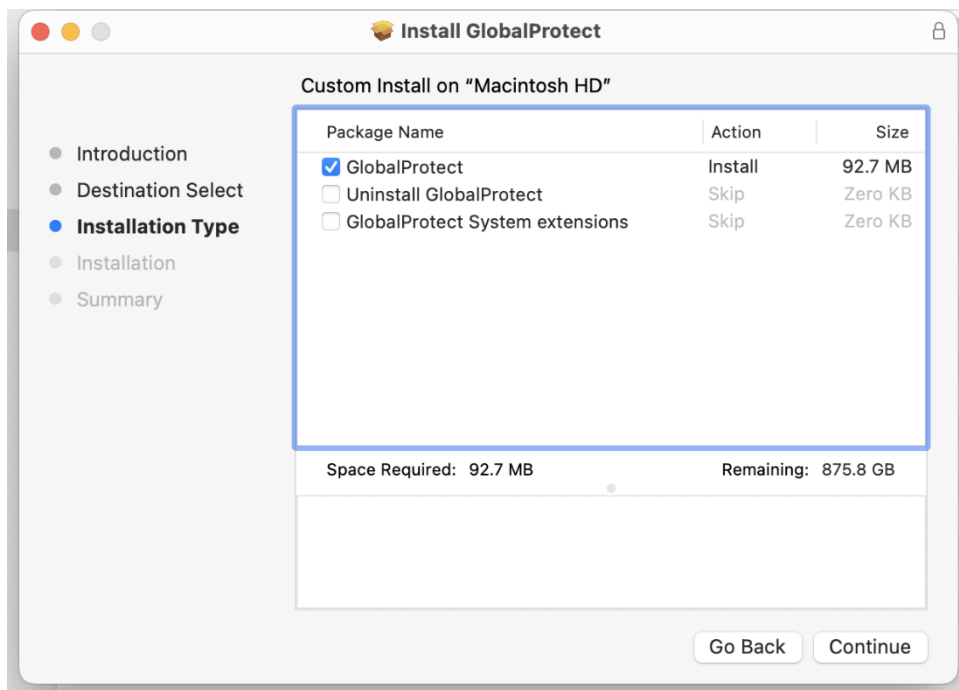 Install GlobalProtect
Custom Install on “Macintosh HD”
Introduction
Destination Select
Installation Type
Installation
Summary
Package Name Action Size
GlobalProtect Install 92.7 MB
Uninstall GlobalProtect Skip Zero KB
GlobalProtect System extensions Skip Zero KB
Space Required: 92.7 MB Remaining: 875.8 GB
Go Back Continue